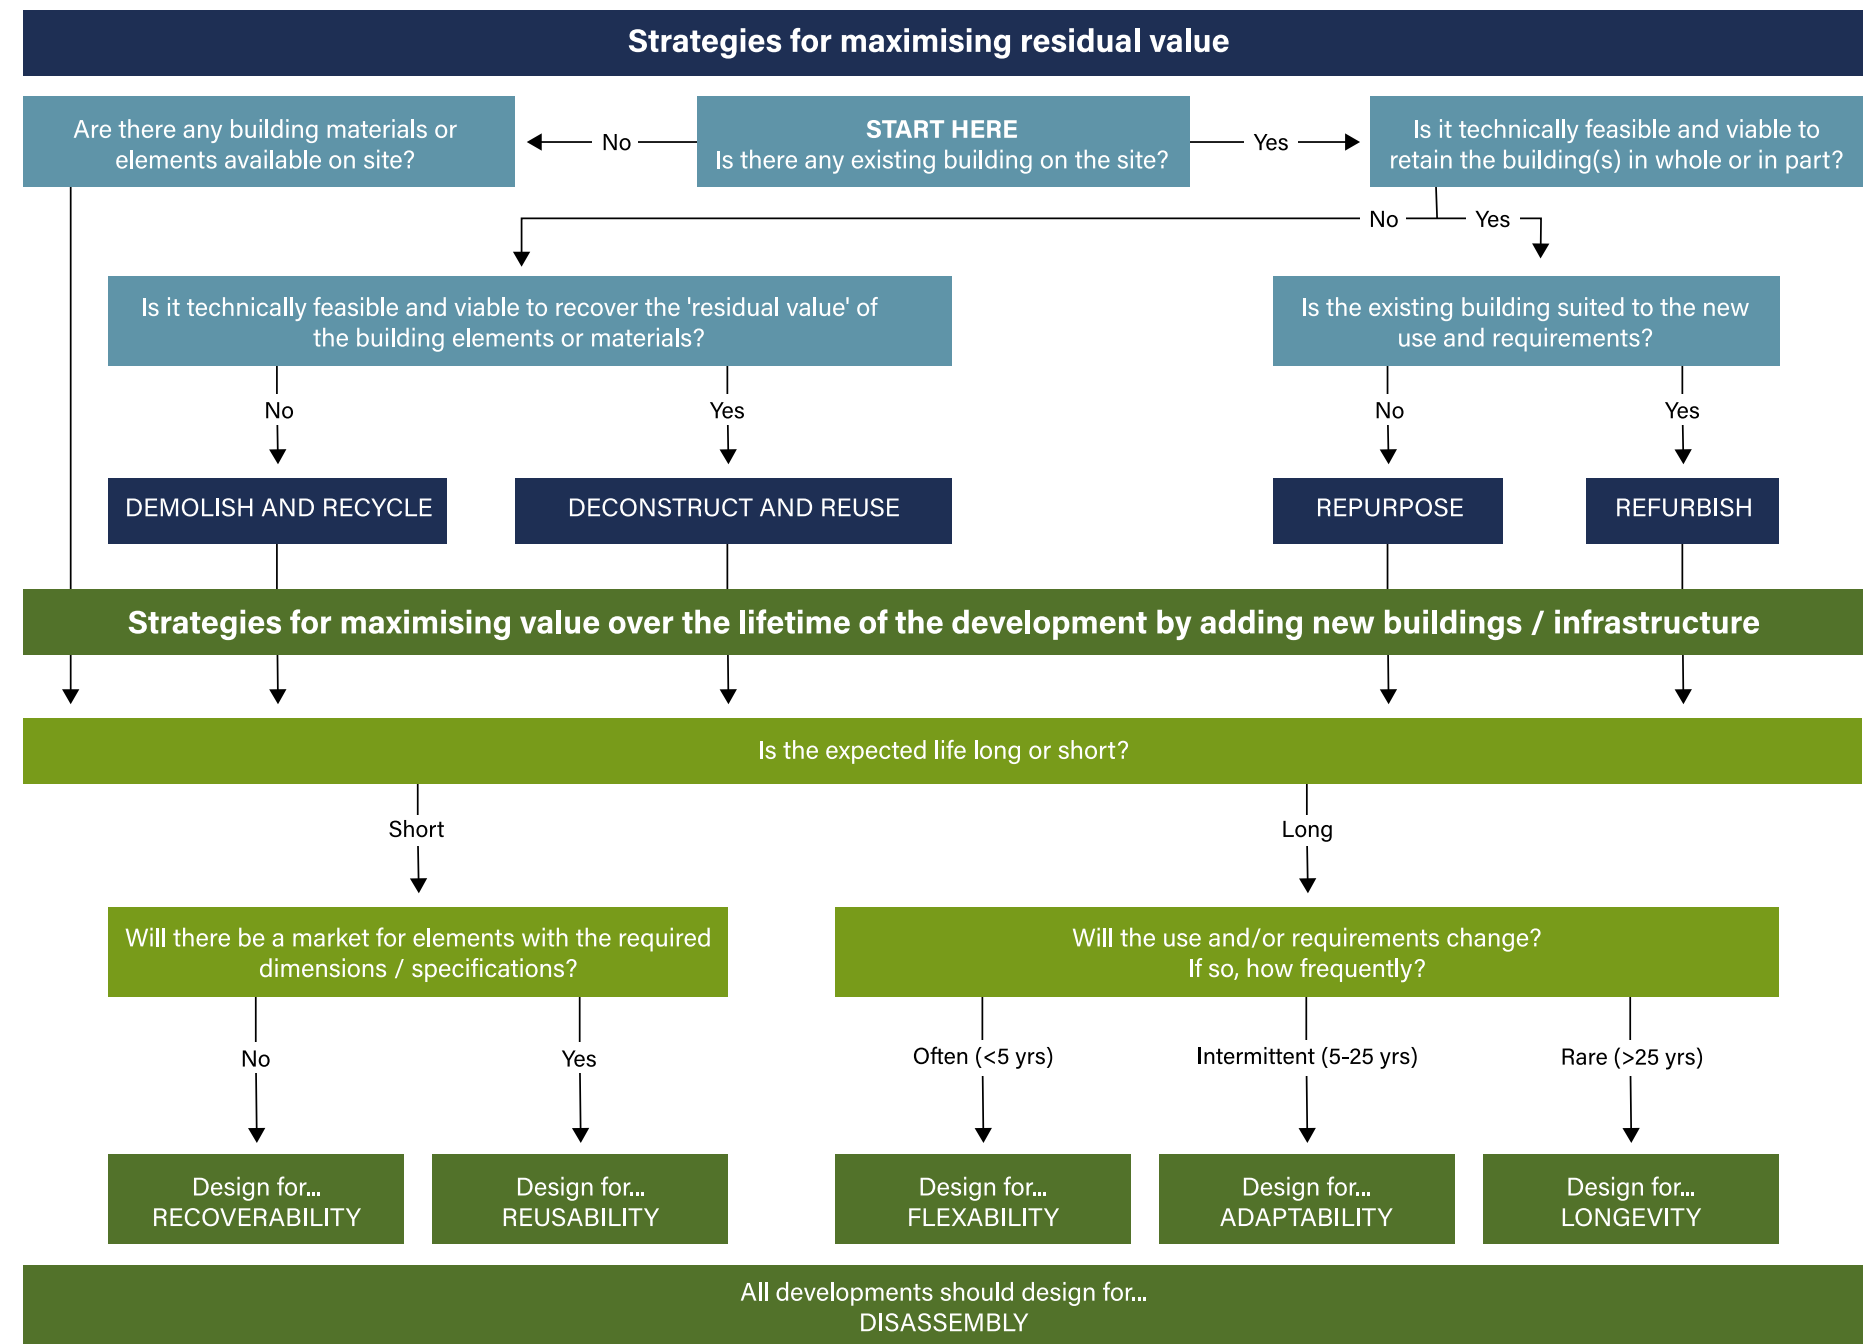 Strategies for maximising residual value
Are there any building materials or
elements available on site?
No
START HERE
Is there any existing building on the site?
Yes
Is it technically feasible and viable to
retain the building(s) in whole or in part?
No
Yes
Is it technically feasible and viable to recover the 'residual value' of
the building elements or materials?
Is the existing building suited to the new
use and requirements?
No
Yes
No
Yes
DEMOLISH AND RECYCLE
DECONSTRUCT AND REUSE
REPURPOSE
REFURBISH
Strategies for maximising value over the lifetime of the development by adding new buildings / infrastructure
Is the expected life long or short?
Short
Long
Will there be a market for elements with the required
dimensions / specifications?
Will the use and/or requirements change?
If so, how frequently?
No
Yes
Often (<5 yrs)
Intermittent (5-25 yrs)
Rare (>25 yrs)
Design for...
RECOVERABILITY
Design for...
REUSABILITY
Design for...
FLEXABILITY
Design for...
ADAPTABILITY
Design for...
LONGEVITY
All developments should design for...
DISASSEMBLY